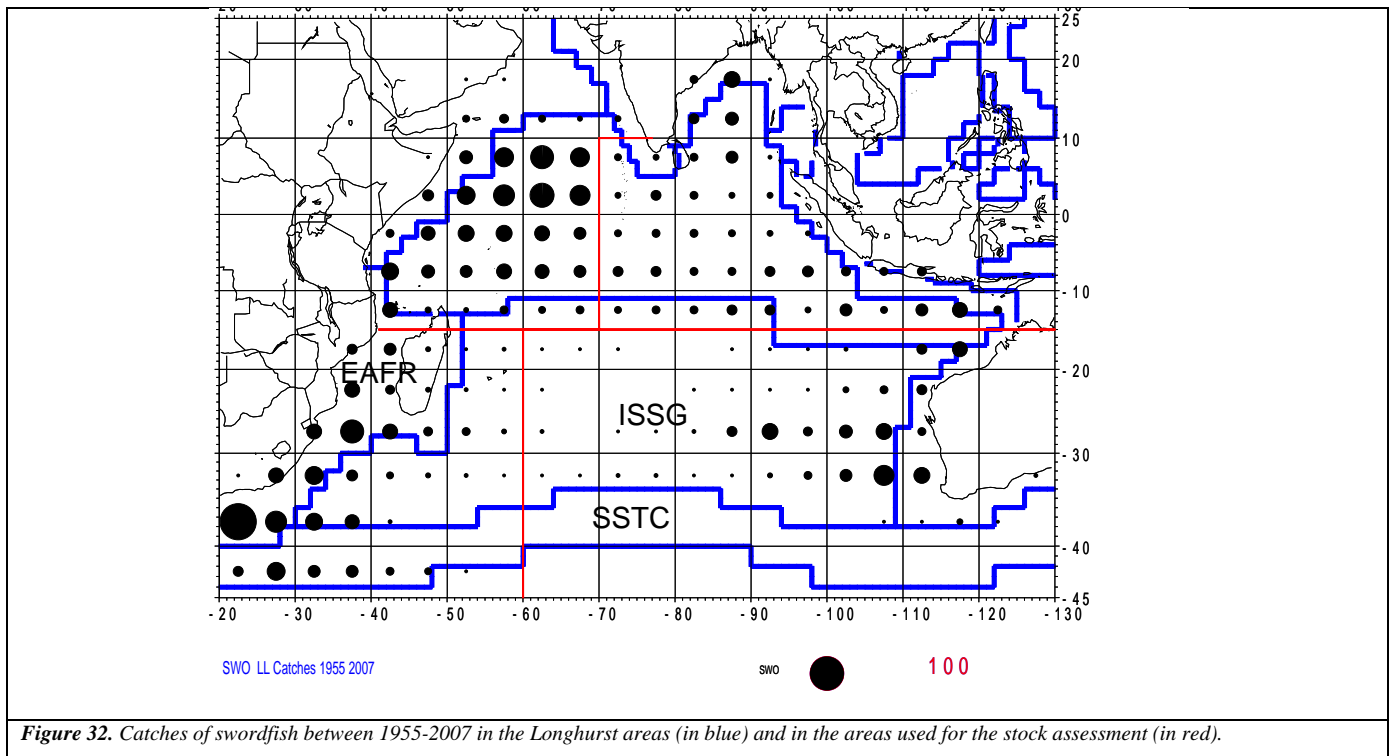 25
20
10
0
-10
-20
-30
-40
-45
EAFR
ISSG
SSTC
-20 -30 -40 -50 -60 -70 -80 -90 -100 -110 -120 -130
SWO LL Catches 1955 2007
SWO
100
Figure 32. Catches of swordfish between 1955-2007 in the Longhurst areas (in blue) and in the areas used for the stock assessment (in red).